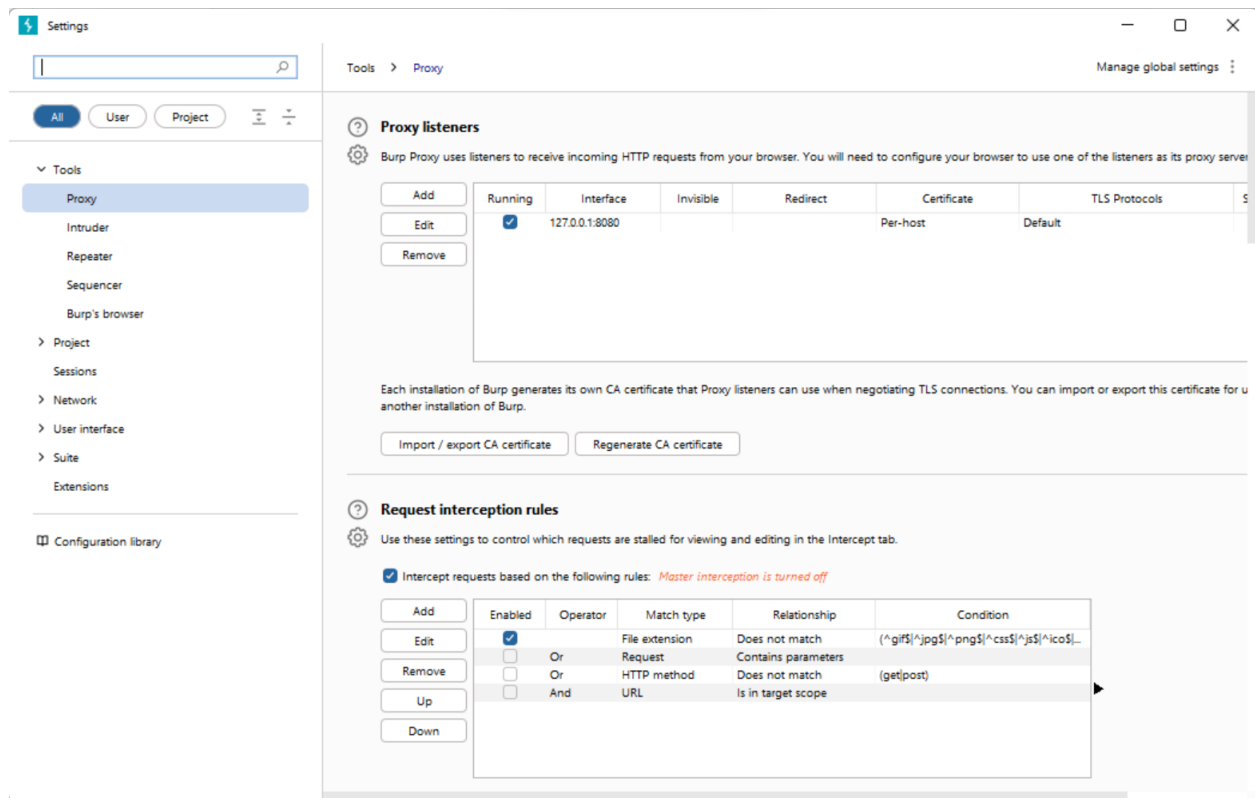 Settings
Tools > Proxy
Manage global settings
All
User
Project
Proxy listeners
Burp Proxy uses listeners to receive incoming HTTP requests from your browser. You will need to configure your browser to use one of the listeners as its proxy server
Tools
Proxy
Intruder
Repeater
Sequencer
Burp's browser
Project
Sessions
Network
User interface
Suite
Extensions
Configuration library
Add
Edit
Remove
Running Interface Invisible Redirect Certificate TLS Protocols S
127.0.0.1:8080 Per-host Default
Each installation of Burp generates its own CA certificate that Proxy listeners can use when negotiating TLS connections. You can import or export this certificate for u
another installation of Burp.
Import / export CA certificate
Regenerate CA certificate
Request interception rules
Use these settings to control which requests are stalled for viewing and editing in the Intercept tab.
Intercept requests based on the following rules: Master interception is turned off
Add
Edit
Remove
Up
Down
Enabled Operator Match type Relationship Condition
File extension Does not match (^gif$|^jpg$|^png$|^css$|^js$|^ico$|...
Or Request Contains parameters
Or HTTP method Does not match (get|post)
And URL Is in target scope